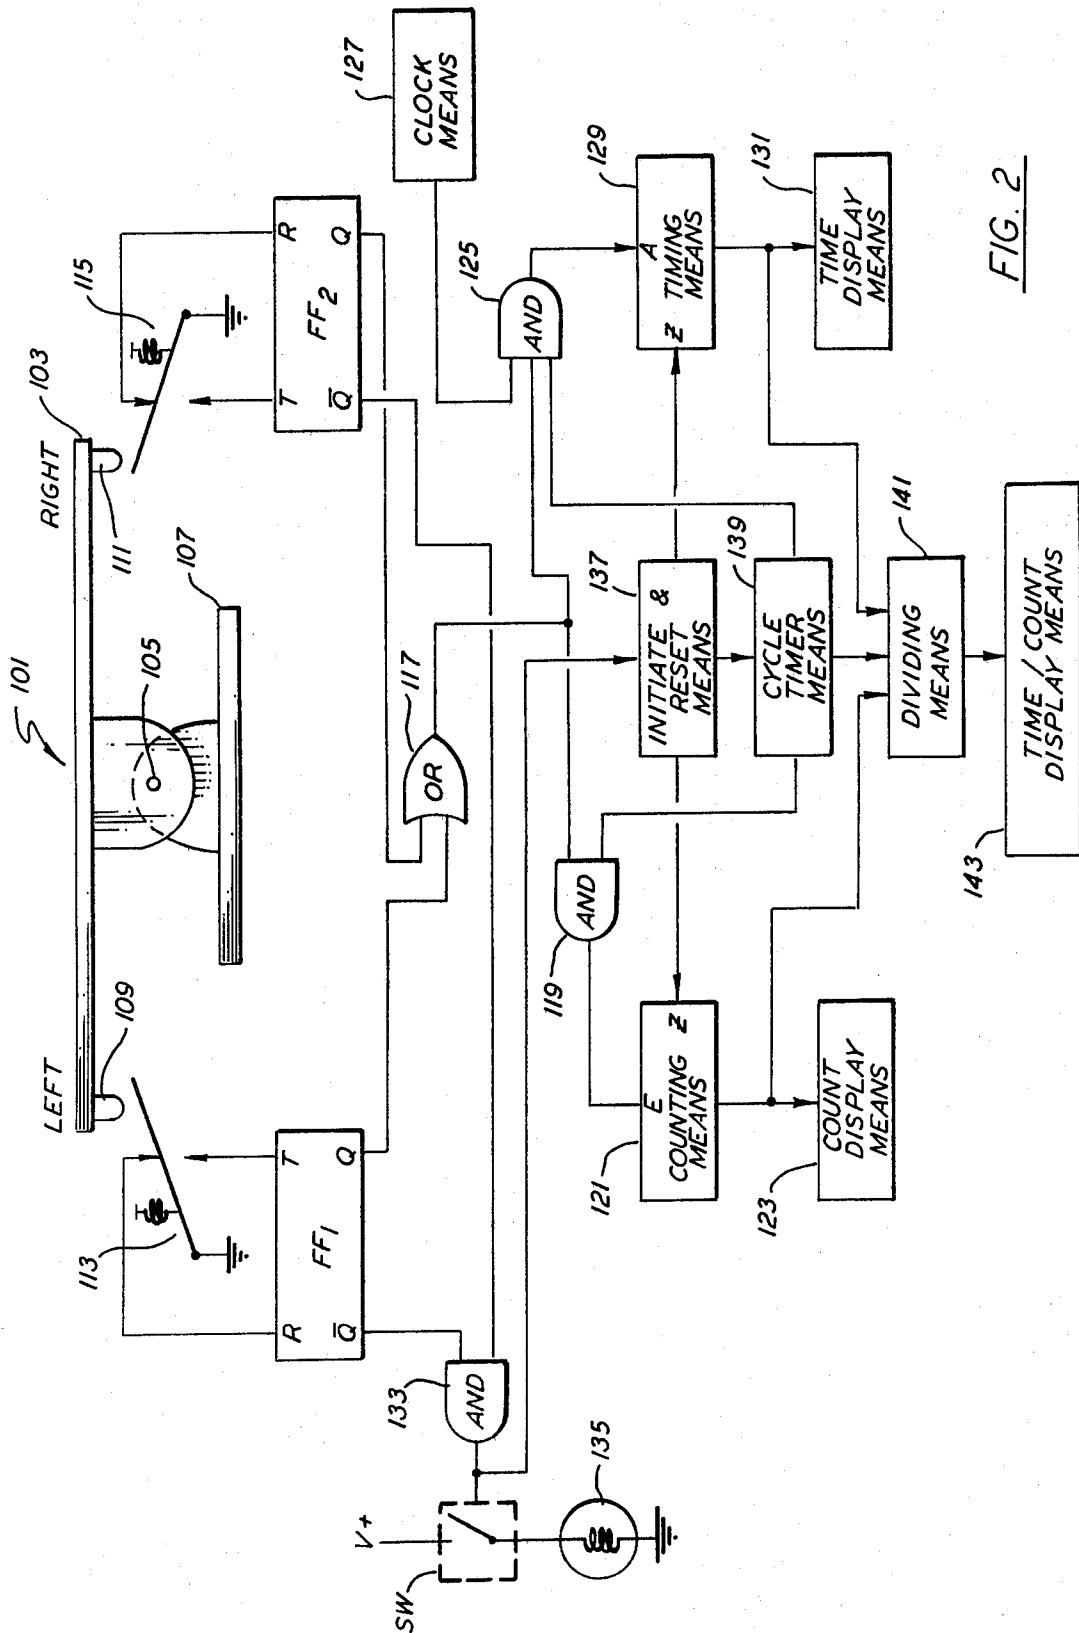 101
LEFT
RIGHT
103
109
105
111
115
113
107
R
T
FF1
Q̅
Q
T
R
FF2
Q̅
Q
127
CLOCK
MEANS
133
AND
117
OR
125
AND
V+
SW
135
119
AND
137
INITIATE &
RESET
MEANS
129
A
Z TIMING
MEANS
121
E
COUNTING Z
MEANS
139
CYCLE
TIMER
MEANS
131
TIME
DISPLAY
MEANS
123
COUNT
DISPLAY
MEANS
141
DIVIDING
MEANS
143
TIME / COUNT
DISPLAY MEANS
FIG. 2